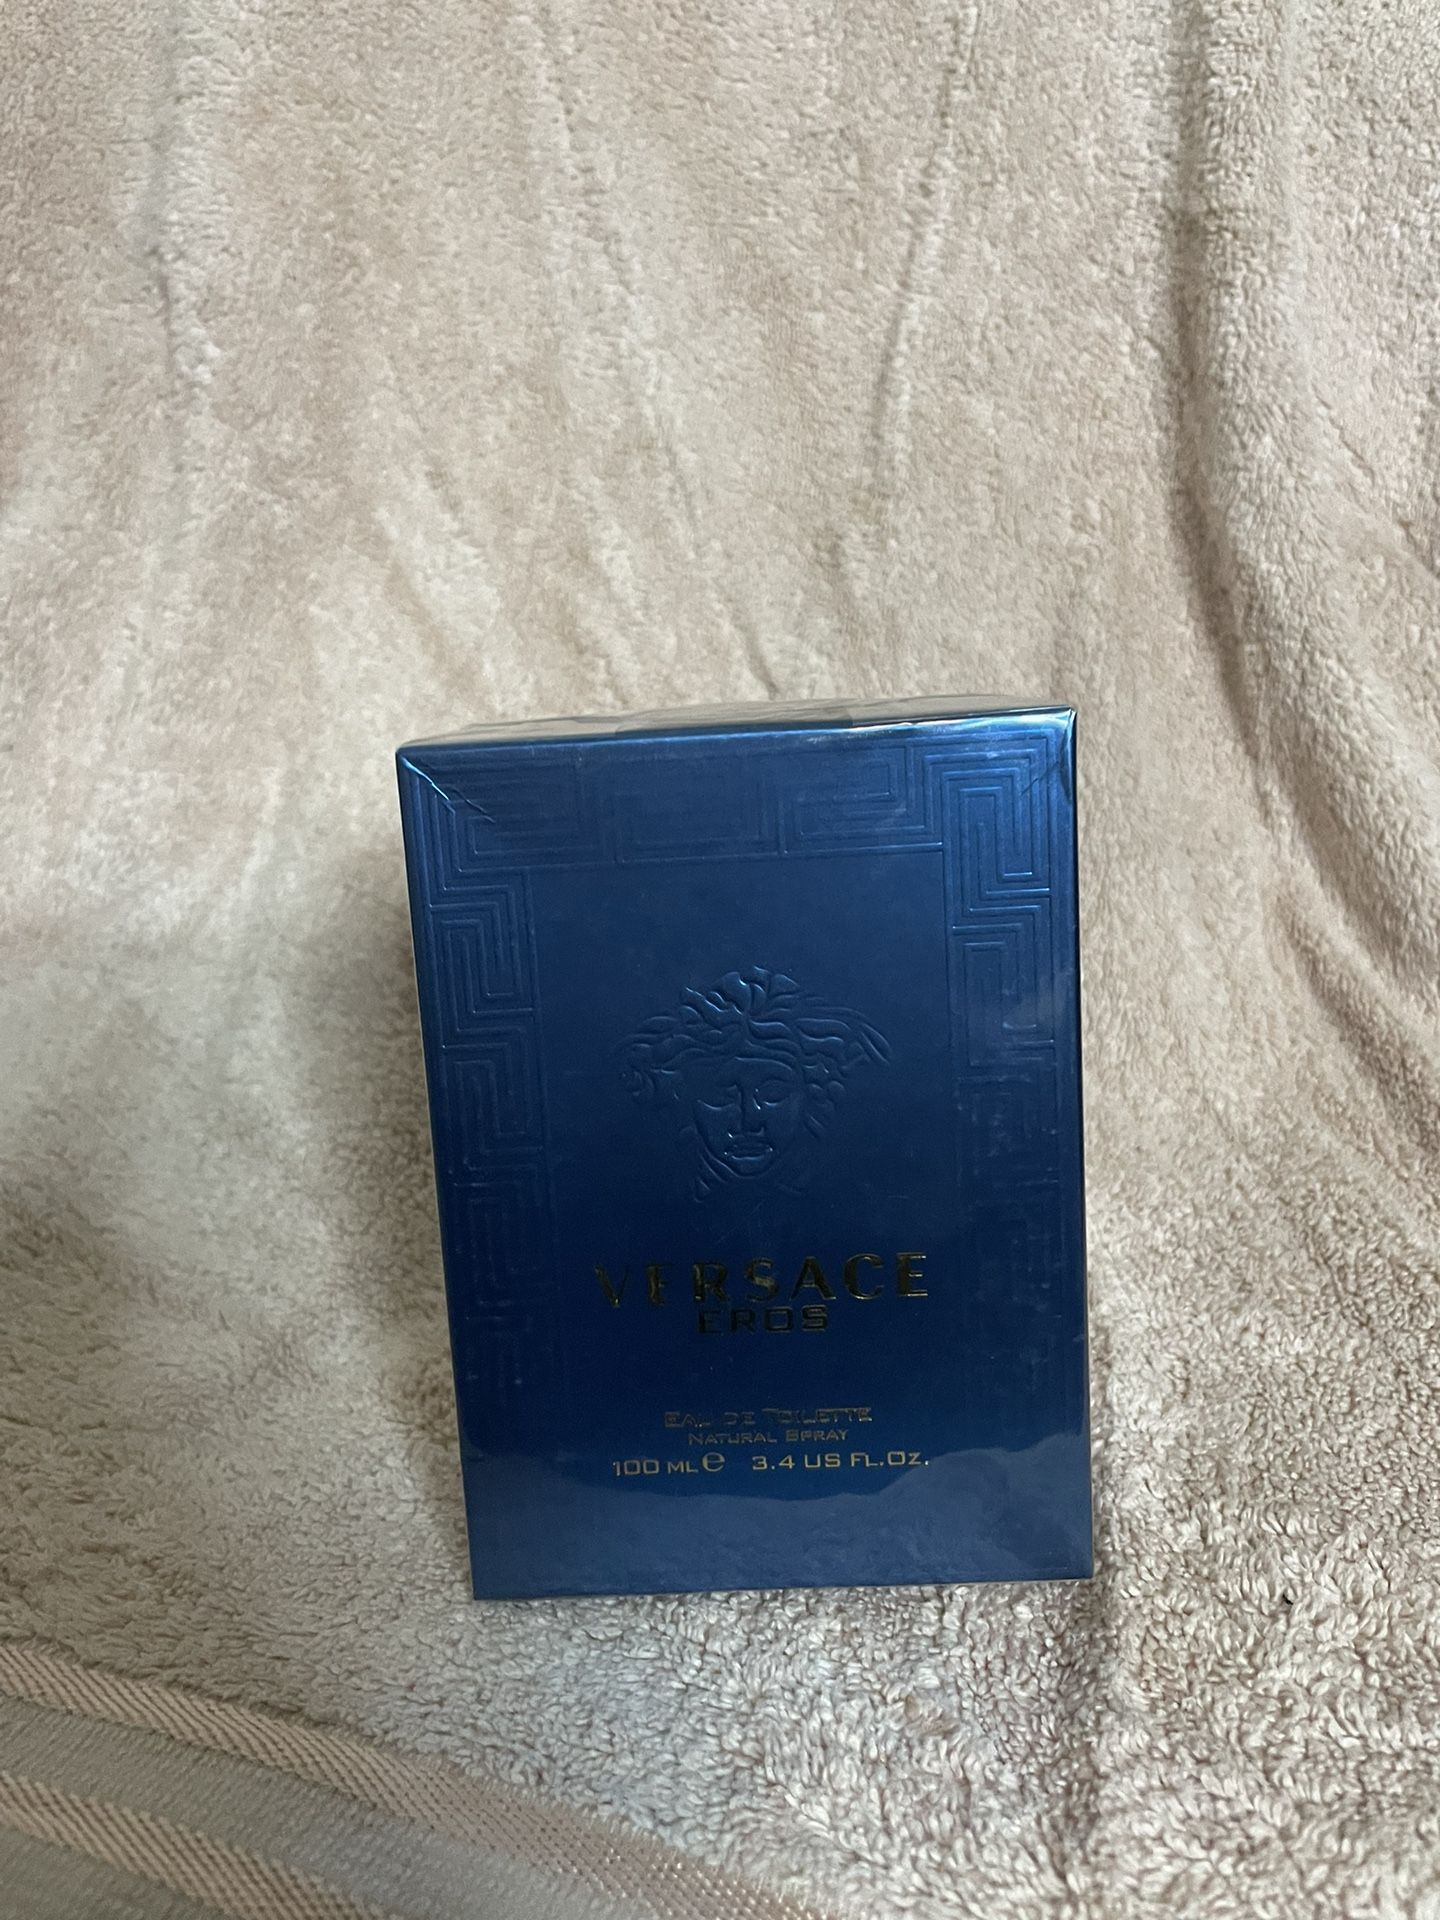 VERSACE
EROS
EAU DE TOILETTE
NATURAL SPRAY
100 ML e 3.4 US FL.OZ.